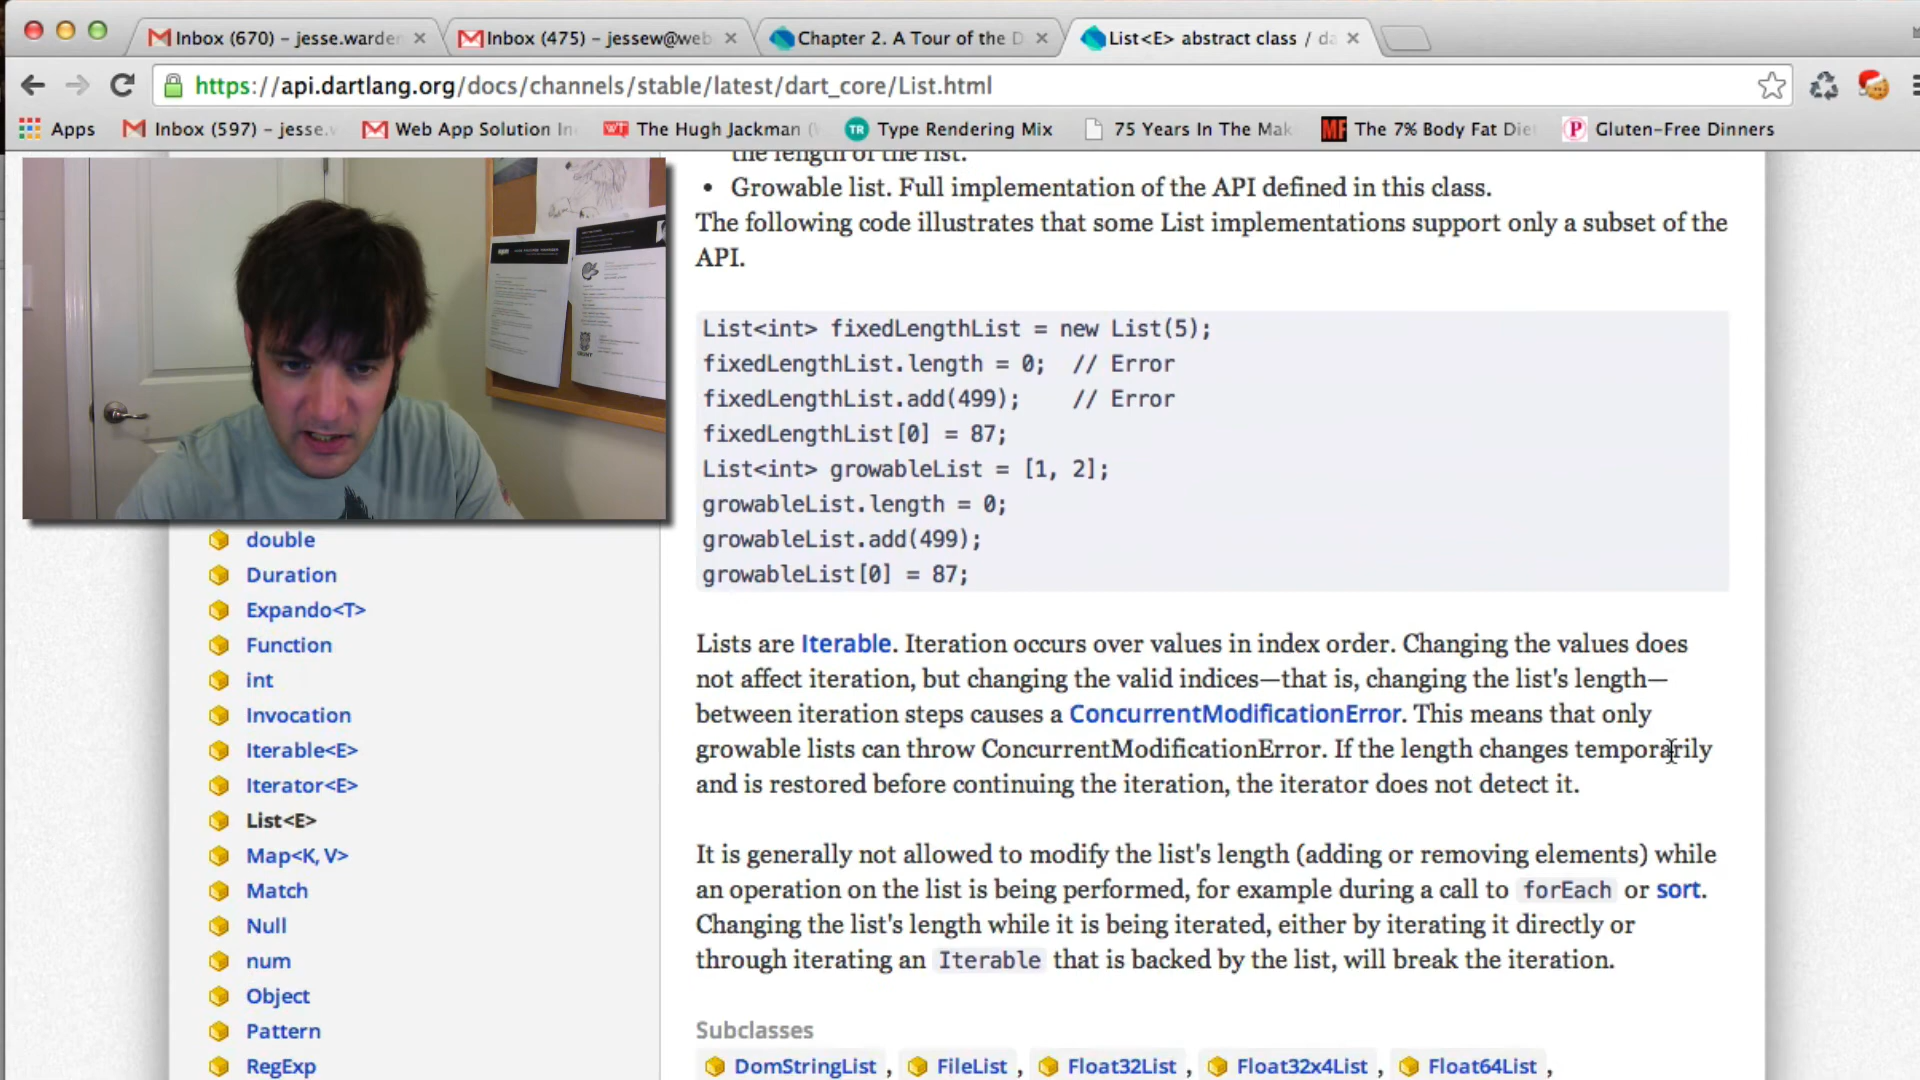 Inbox (670) - jesse.warden
Inbox (475) - jessew@web
Chapter 2. A Tour of the D
List<E> abstract class / da
https://api.dartlang.org/docs/channels/stable/latest/dart_core/List.html
Apps
Inbox (597) - jesse.
Web App Solution In
The Hugh Jackman (
TR Type Rendering Mix
75 Years In The Mak
MF The 7% Body Fat Die
Gluten-Free Dinners
the length of the list.
• Growable list. Full implementation of the API defined in this class.
The following code illustrates that some List implementations support only a subset of the
API.
List<int> fixedLengthList = new List(5);
fixedLengthList.length = 0;  // Error
fixedLengthList.add(499);    // Error
fixedLengthList[0] = 87;
List<int> growableList = [1, 2];
growableList.length = 0;
growableList.add(499);
growableList[0] = 87;
Lists are Iterable. Iteration occurs over values in index order. Changing the values does
not affect iteration, but changing the valid indices—that is, changing the list's length—
between iteration steps causes a ConcurrentModificationError. This means that only
growable lists can throw ConcurrentModificationError. If the length changes temporarily
and is restored before continuing the iteration, the iterator does not detect it.
It is generally not allowed to modify the list's length (adding or removing elements) while
an operation on the list is being performed, for example during a call to forEach or sort.
Changing the list's length while it is being iterated, either by iterating it directly or
through iterating an Iterable that is backed by the list, will break the iteration.
Subclasses
DomStringList , FileList , Float32List , Float32x4List , Float64List ,
double
Duration
Expando<T>
Function
int
Invocation
Iterable<E>
Iterator<E>
List<E>
Map<K, V>
Match
Null
num
Object
Pattern
RegExp